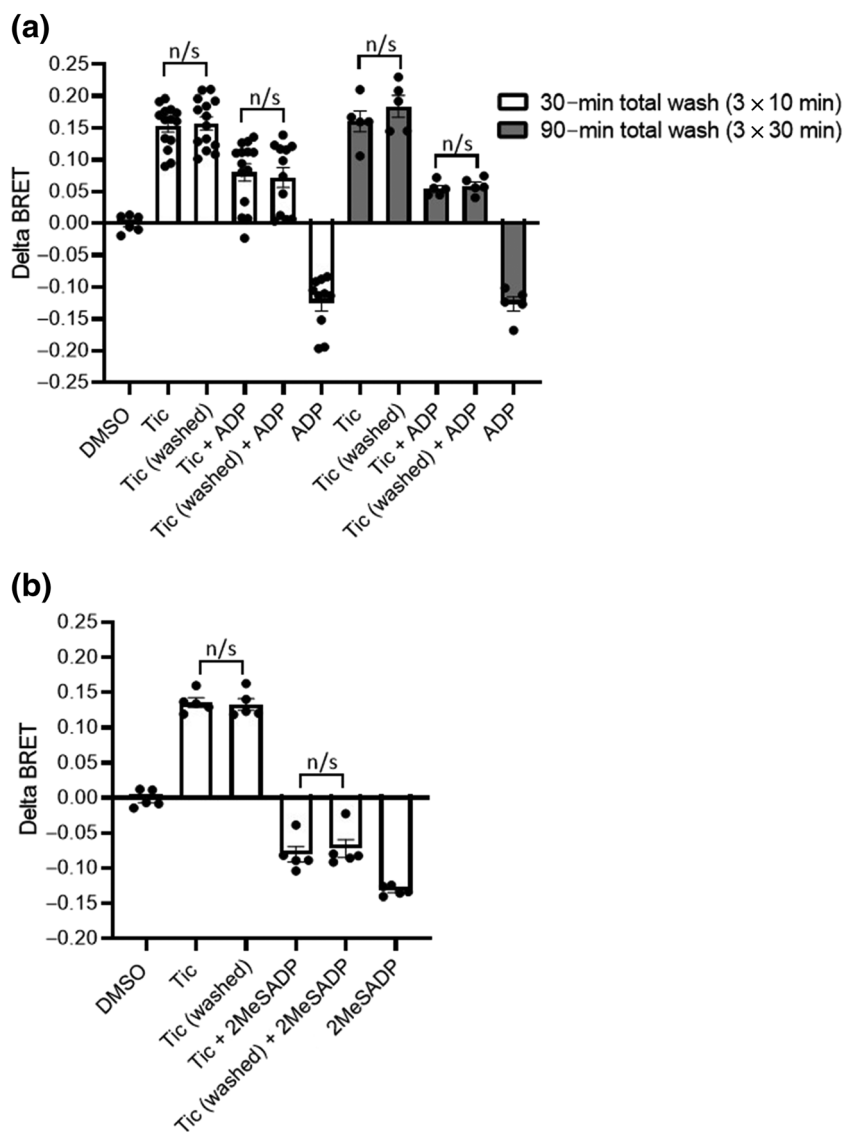 (a)
n/s
n/s
n/s
n/s
0.25
0.20
0.15
0.10
0.05
0.00
−0.05
−0.10
−0.15
−0.20
−0.25
Delta BRET
30−min total wash (3 × 10 min)
90−min total wash (3 × 30 min)
DMSO
Tic
Tic (washed)
Tic + ADP
Tic (washed) + ADP
ADP
Tic
Tic (washed)
Tic + ADP
Tic (washed) + ADP
ADP
(b)
n/s
n/s
0.25
0.20
0.15
0.10
0.05
0.00
−0.05
−0.10
−0.15
−0.20
Delta BRET
DMSO
Tic
Tic (washed)
Tic + 2MeSADP
Tic (washed) + 2MeSADP
2MeSADP